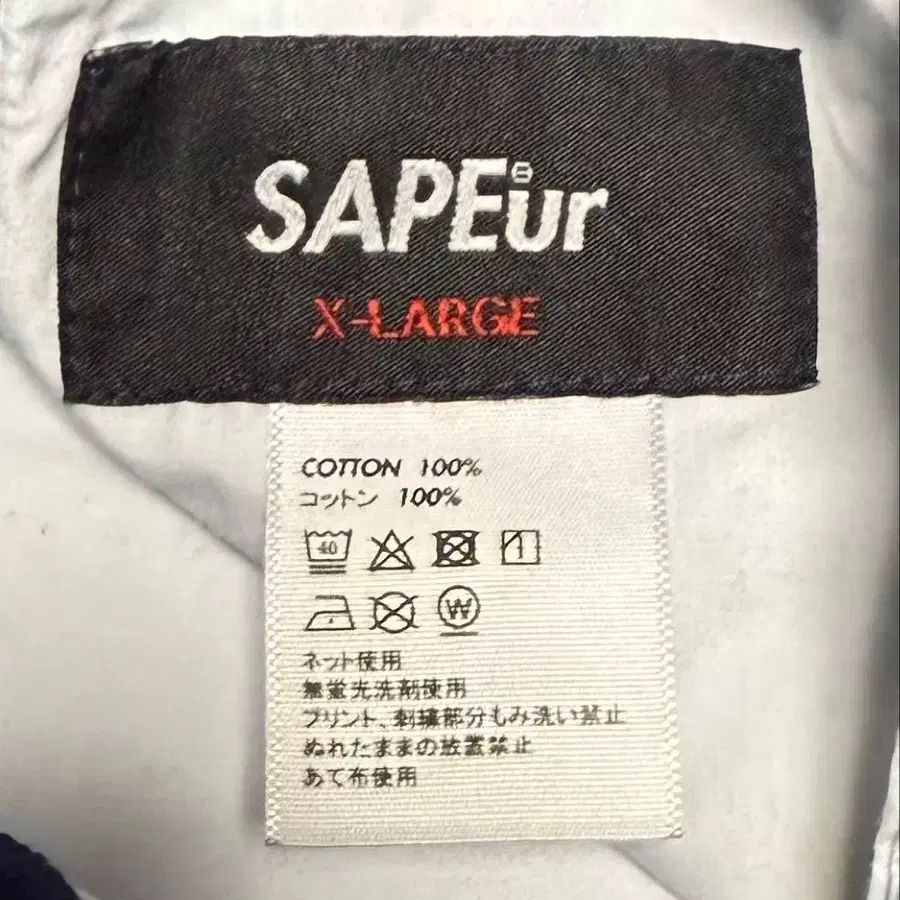 SAPEur
X-LARGE
COTTON 100%
コットン 100%
40
W
ネット使用
無蛍光洗剤使用
プリント、刺繍部分もみ洗い禁止
ぬれたままの放置禁止
あて布使用